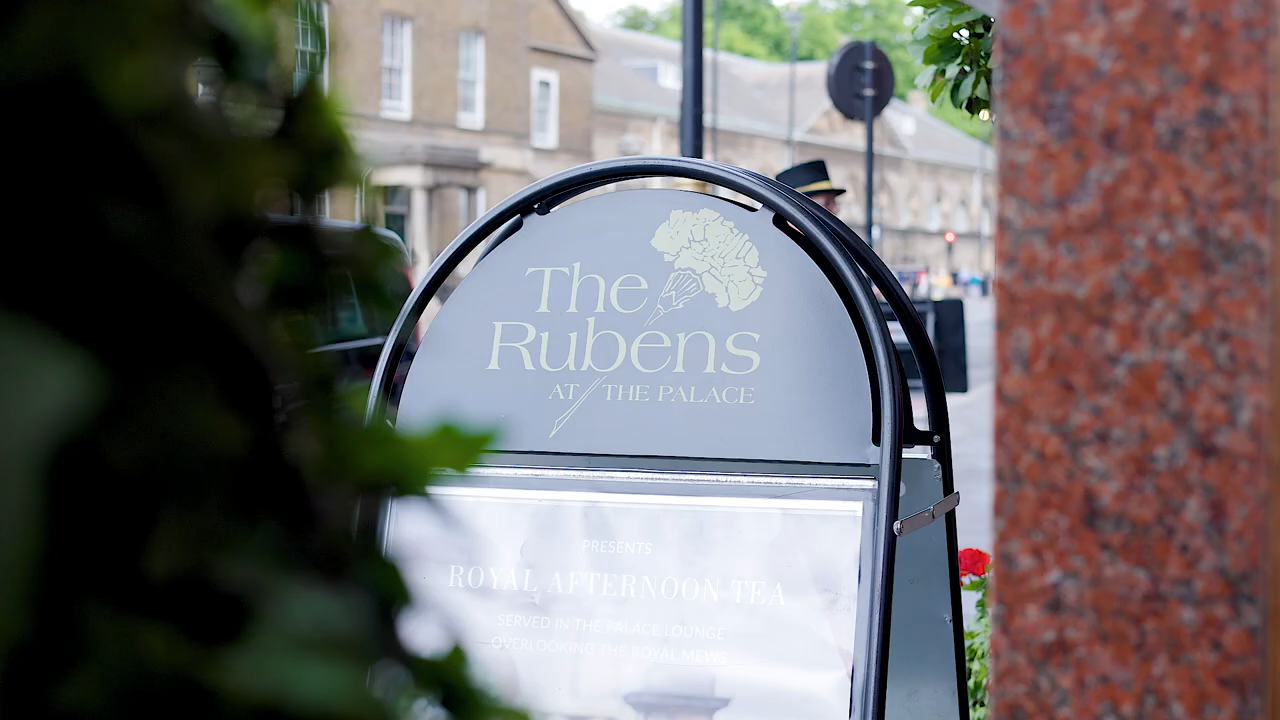 The
Rubens
AT THE PALACE
PRESENTS
ROYAL AFTERNOON TEA
SERVED IN THE PALACE LOUNGE
OVERLOOKING THE ROYAL MEWS